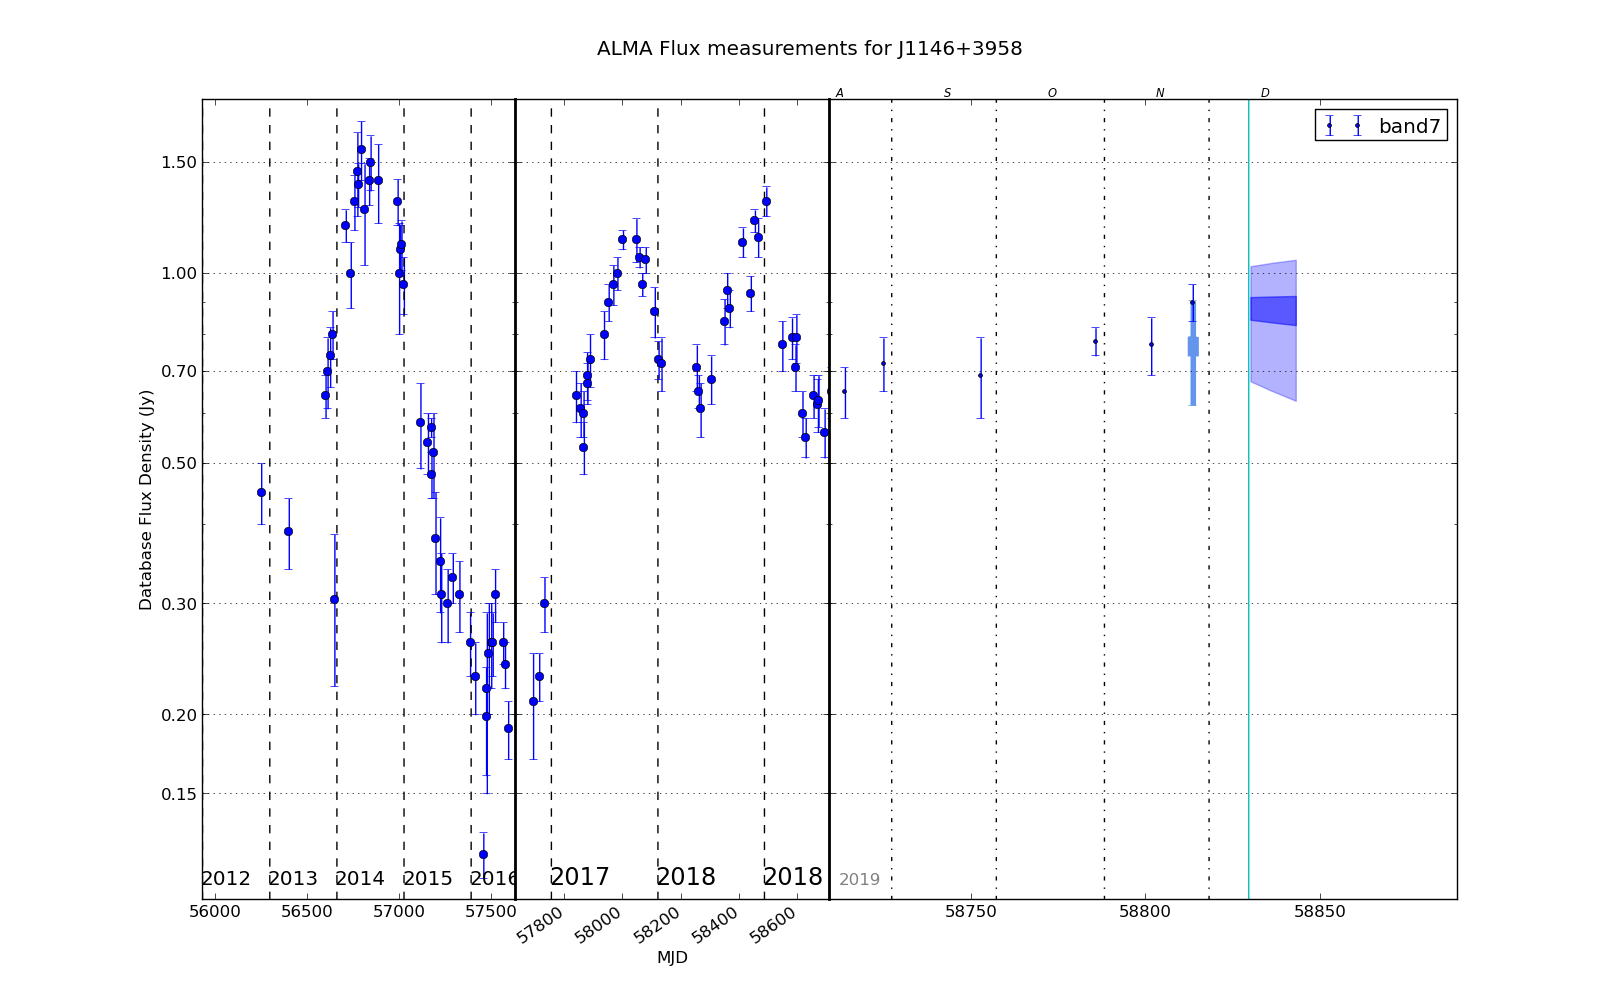 ALMA Flux measurements for J1146+3958
A S O N D
band7
1.50
1.00
0.70
0.50
0.30
0.20
0.15
Database Flux Density (Jy)
2012 2013 2014 2015 2016 2017 2018 2018 2019
56000 56500 57000 57500 57800 58000 58200 58400 58600 58750 58800 58850
MJD